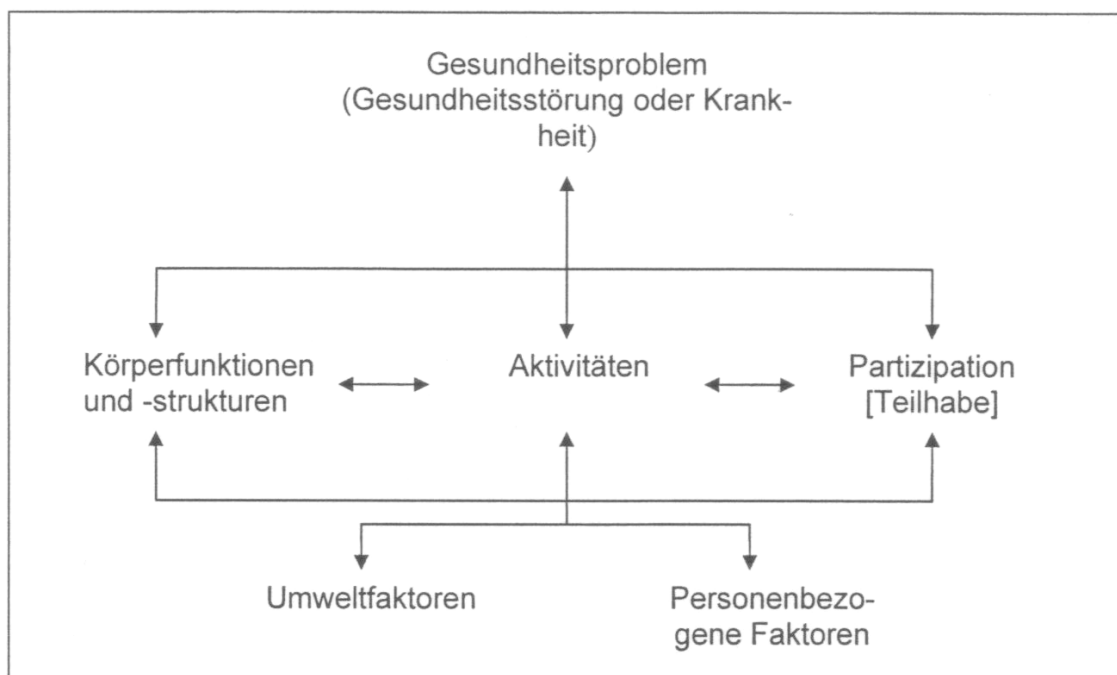 Gesundheitsproblem
(Gesundheitsstörung oder Krank-
heit)
Körperfunktionen
und -strukturen
Aktivitäten
Partizipation
[Teilhabe]
Umweltfaktoren
Personenbezo-
gene Faktoren